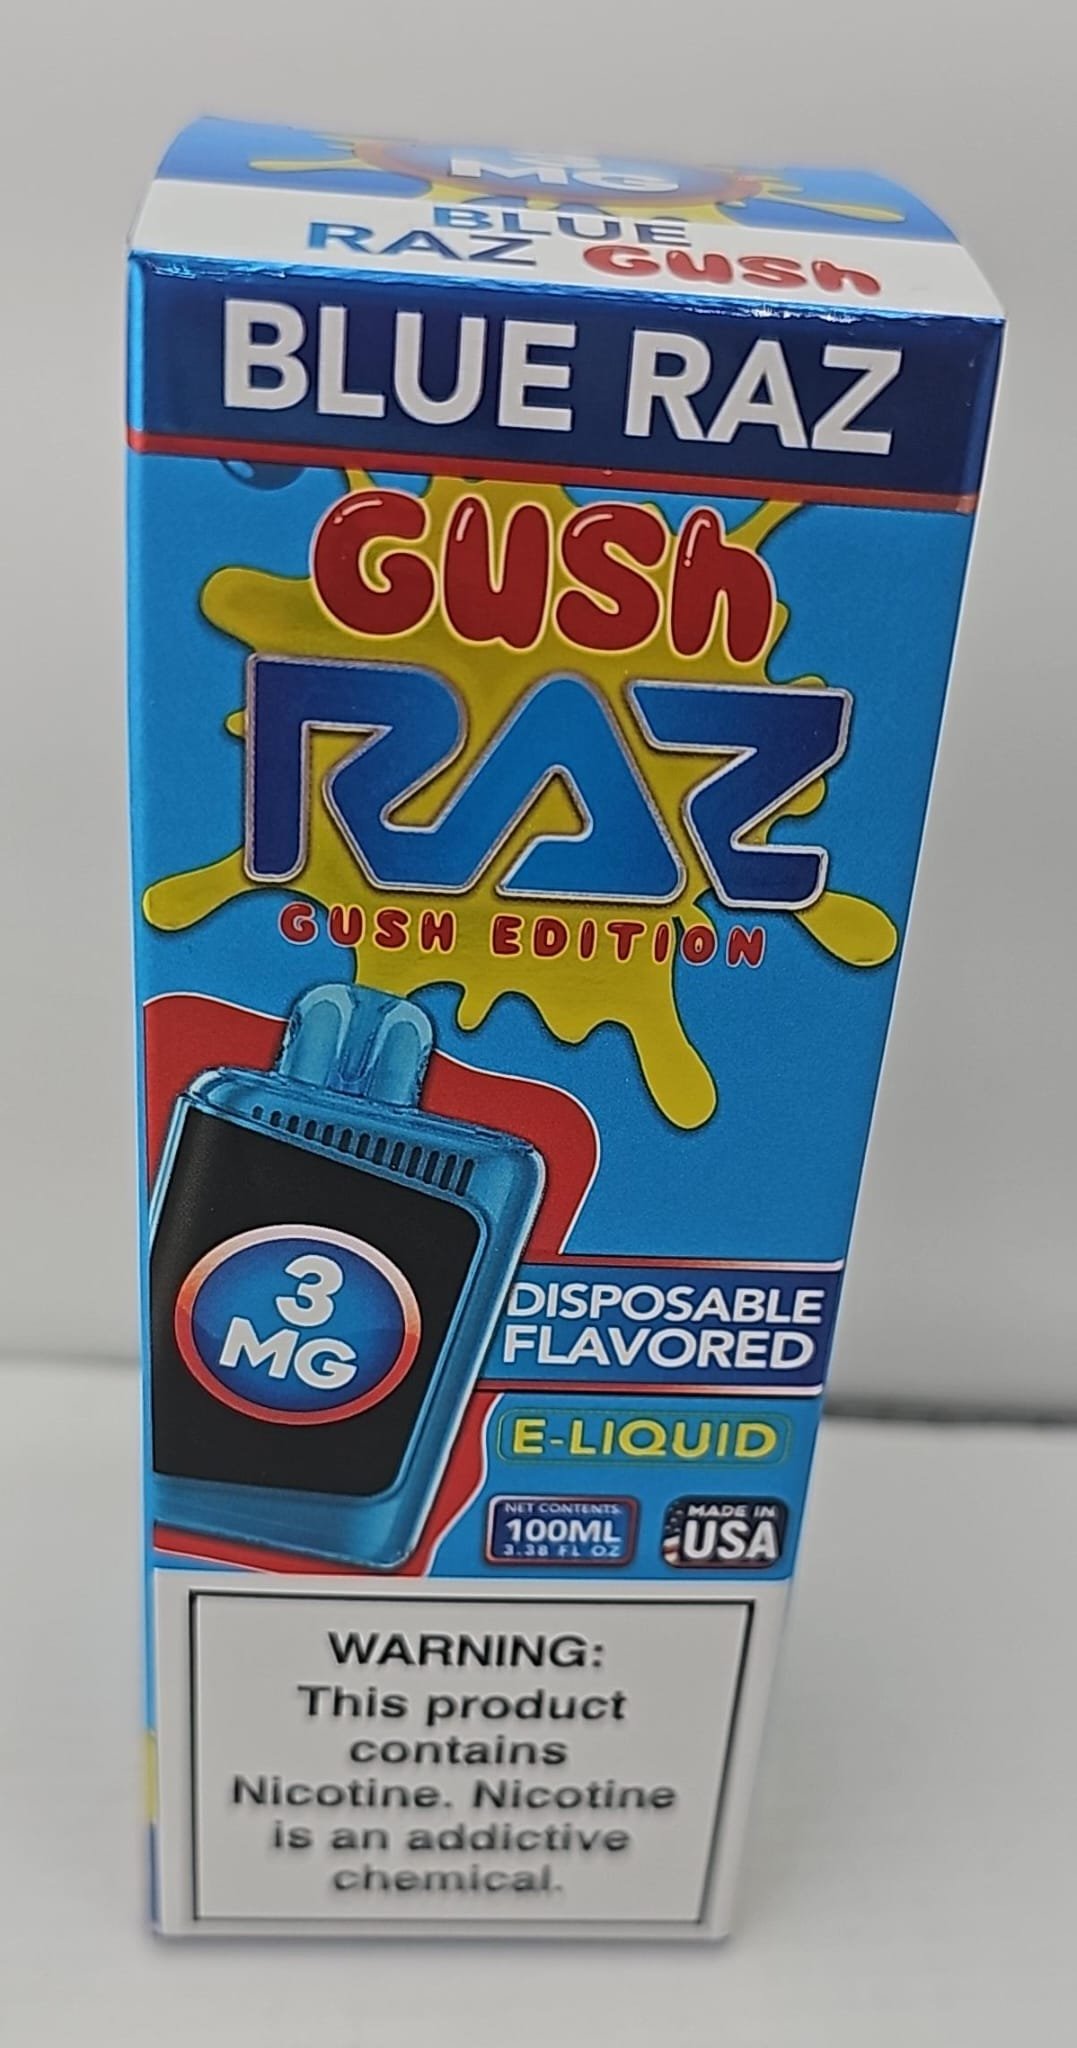 MG
BLUE
RAZ Gush
BLUE RAZ
Gush
RAZ
GUSH EDITION
3
MG
DISPOSABLE
FLAVORED
E-LIQUID
NET CONTENTS:
100ML
3.38 FL OZ
MADE IN
USA
WARNING:
This product
contains
Nicotine. Nicotine
is an addictive
chemical.